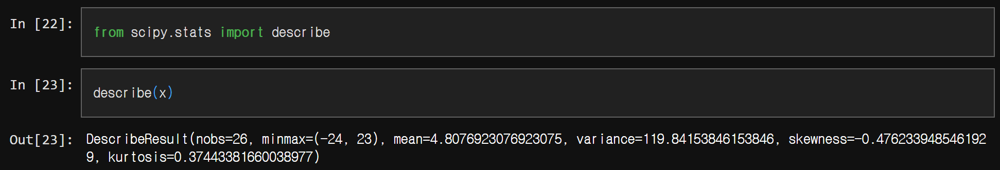 In [22]: from scipy.stats import describe
In [23]: describe(x)
Out[23]: DescribeResult(nobs=26, minmax=(-24, 23), mean=4.8076923076923075, variance=119.84153846153846, skewness=-0.476233948546192
9, kurtosis=0.37443381660038977)